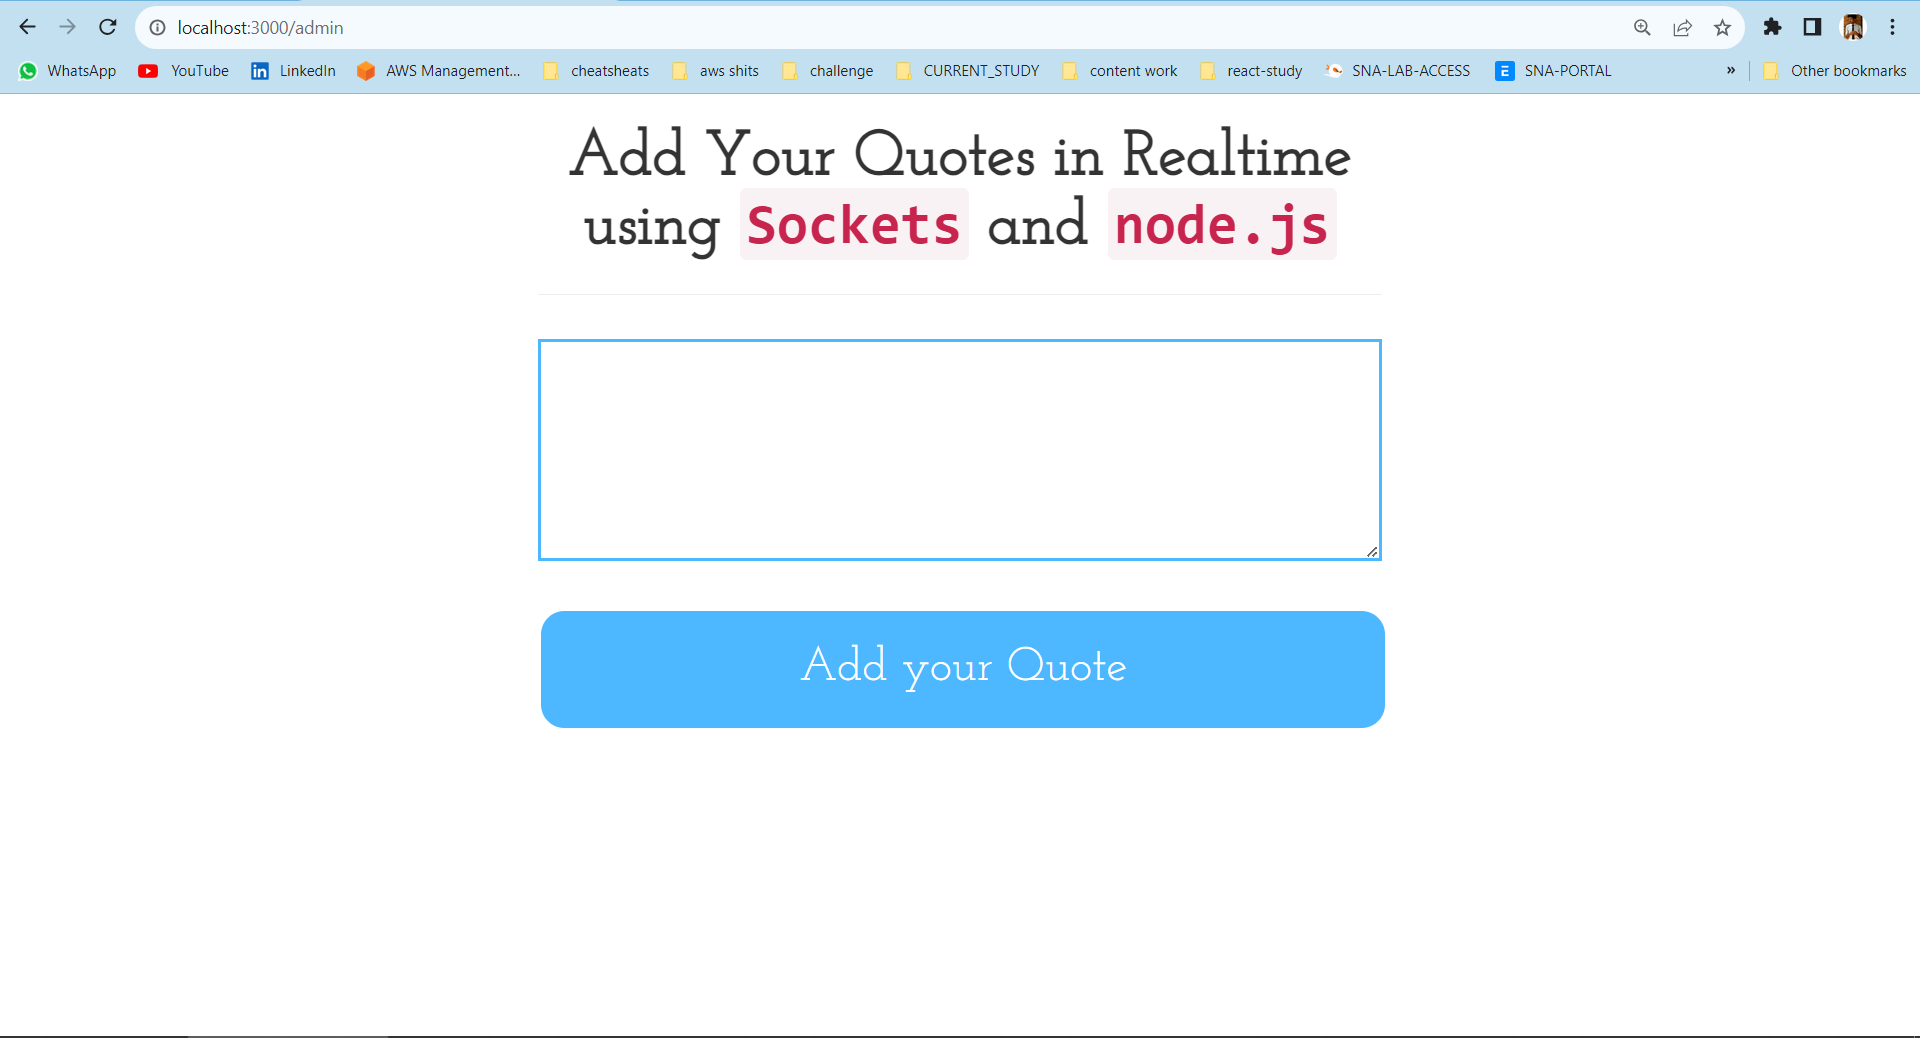 localhost:3000/admin
WhatsApp YouTube LinkedIn AWS Management... cheatsheats aws shits challenge CURRENT_STUDY content work react-study SNA-LAB-ACCESS E SNA-PORTAL » Other bookmarks
Add Your Quotes in Realtime
using Sockets and node.js
Add your Quote